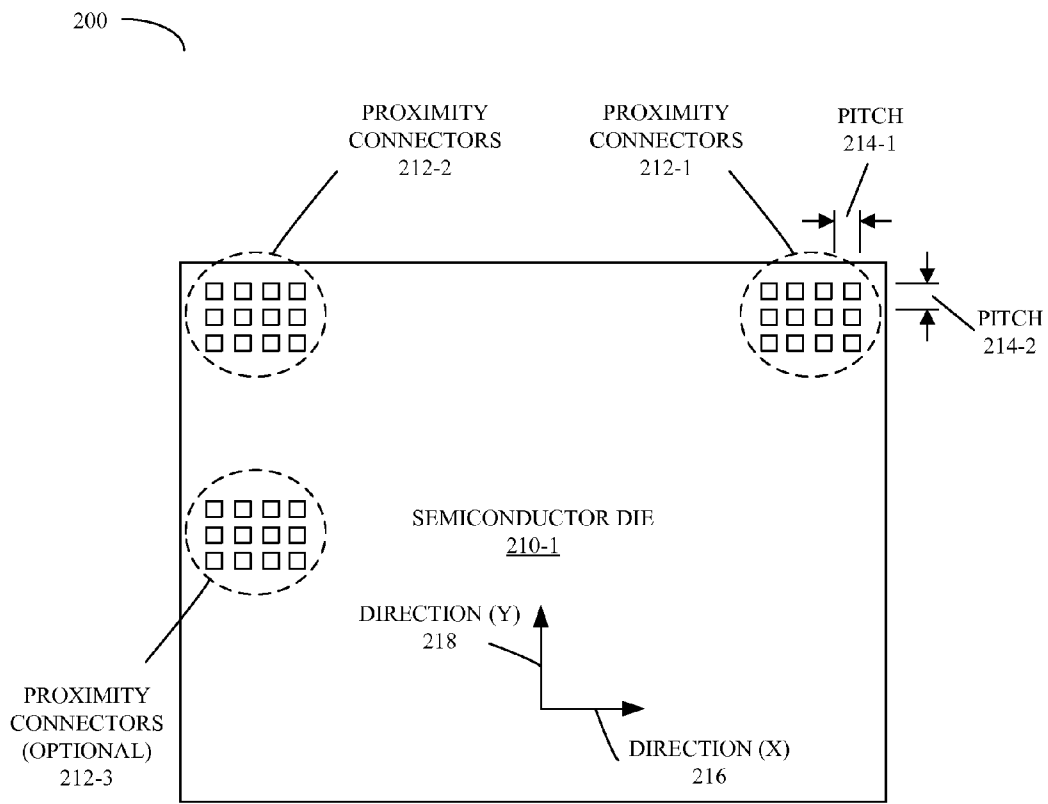 200
PROXIMITY
CONNECTORS
212-2
PROXIMITY
CONNECTORS
212-1
PITCH
214-1
PITCH
214-2
SEMICONDUCTOR DIE
210-1
DIRECTION (Y)
218
PROXIMITY
CONNECTORS
(OPTIONAL)
212-3
DIRECTION (X)
216